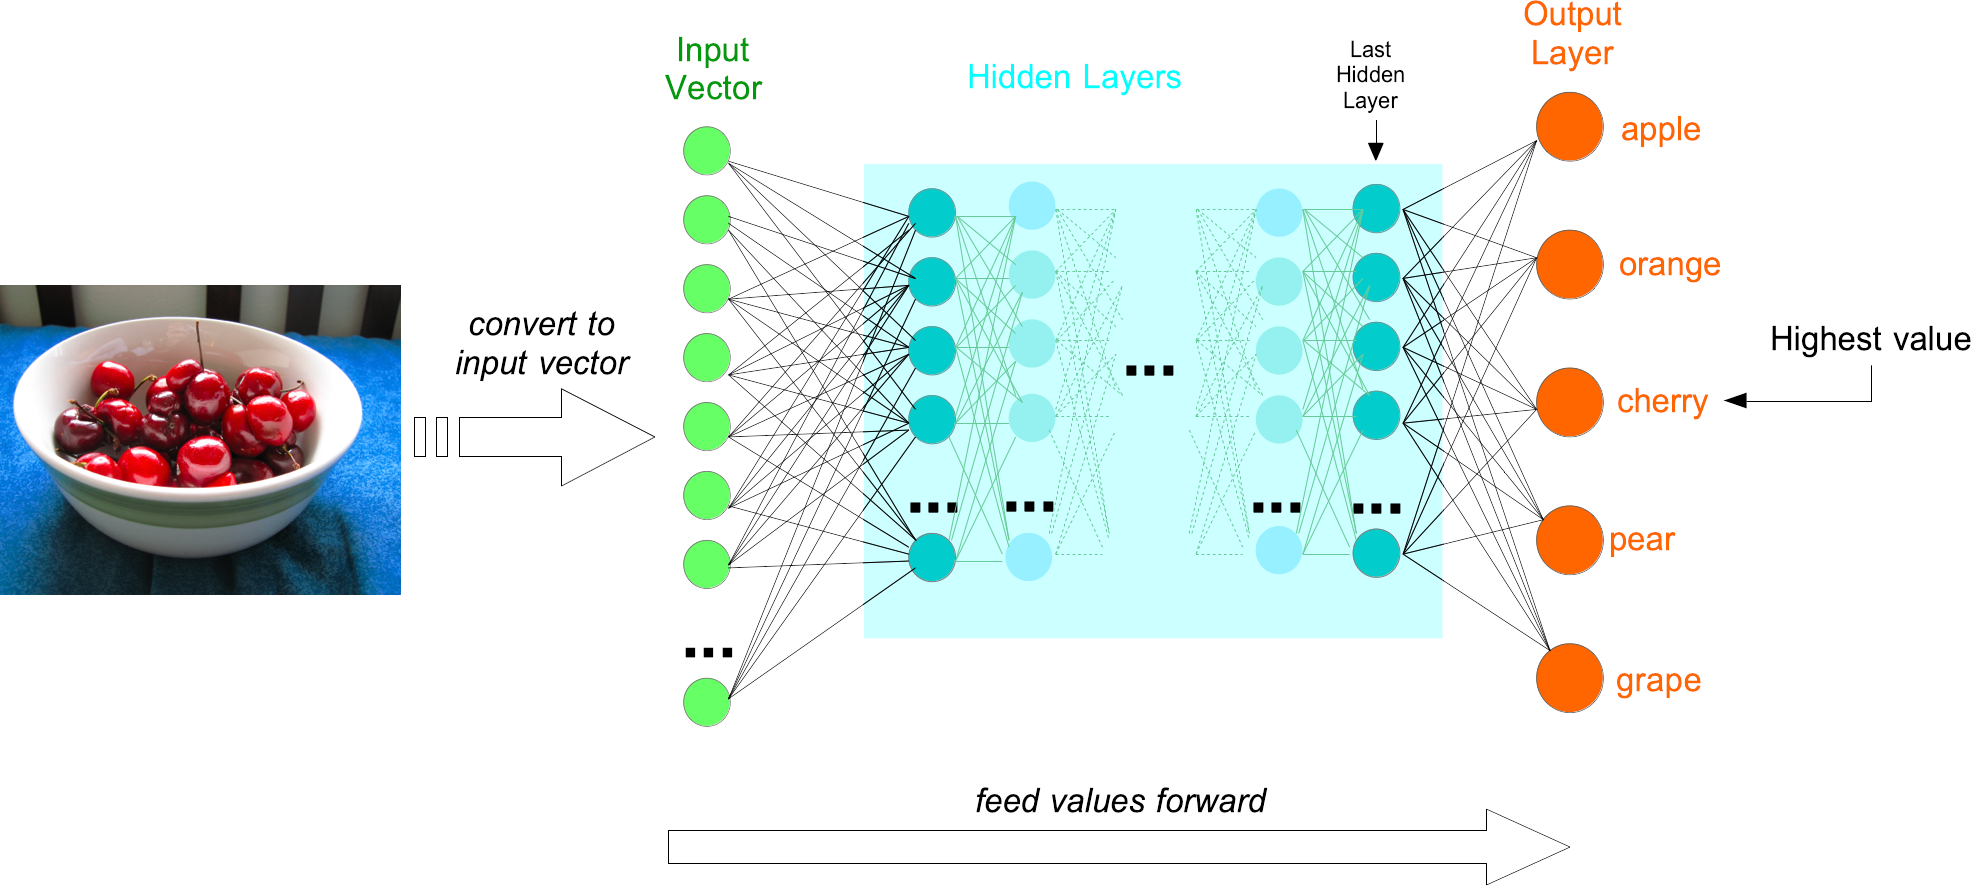 Input
Vector
Hidden Layers
Last
Hidden
Layer
Output
Layer
apple
orange
convert to
input vector
Highest value
cherry
pear
grape
feed values forward